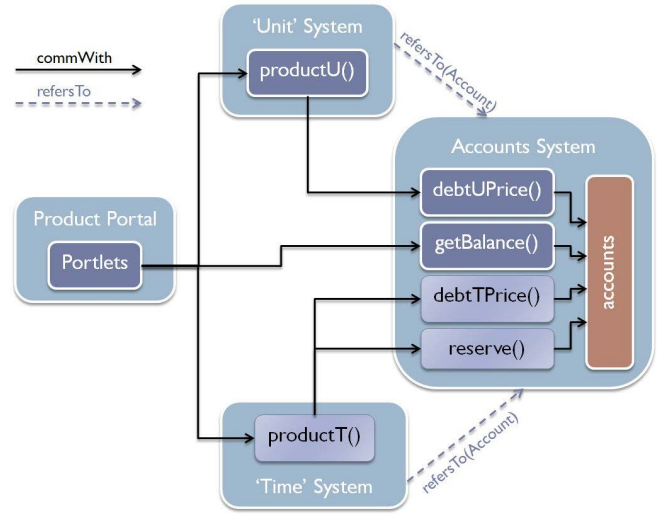 'Unit' System
commWith
productU()
refersTo
refersTo(Account)
Accounts System
debtUPrice()
Product Portal
getBalance()
Portlets
accounts
debtTPrice()
reserve()
productT()
refersTo(Account)
'Time' System